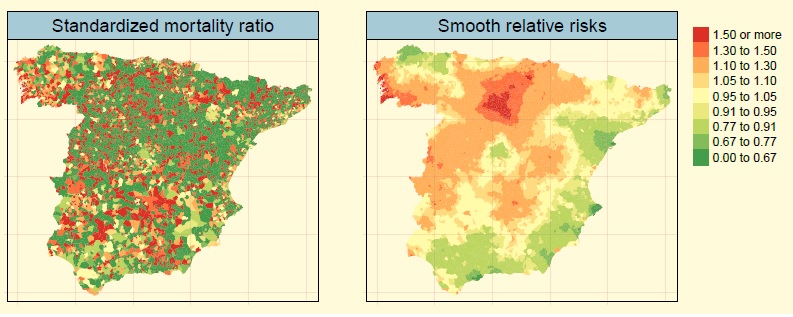 Standardized mortality ratio
Smooth relative risks
1.50 or more
1.30 to 1.50
1.10 to 1.30
1.05 to 1.10
0.95 to 1.05
0.91 to 0.95
0.77 to 0.91
0.67 to 0.77
0.00 to 0.67